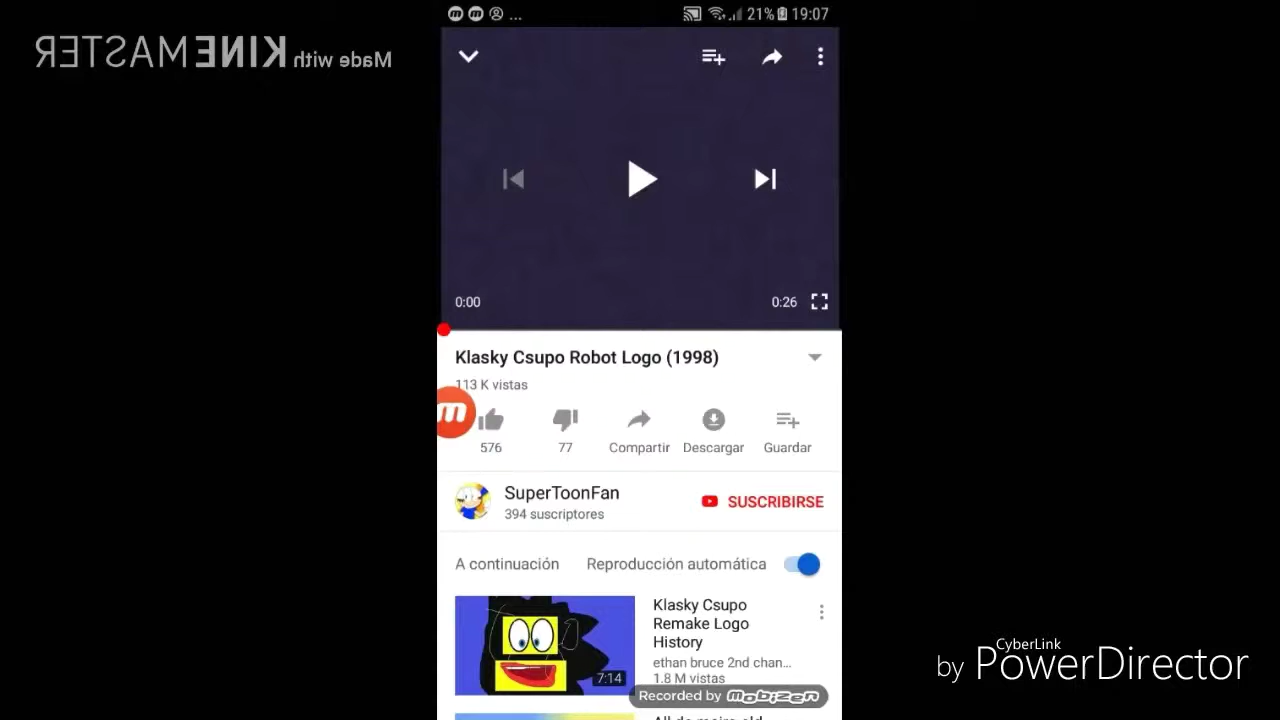 ... 21% 19:07
Made with KINEMASTER
0:00 0:26
Klasky Csupo Robot Logo (1998)
113 K vistas
m
576 77 Compartir Descargar Guardar
SuperToonFan
394 suscriptores
SUSCRIBIRSE
A continuación Reproducción automática
Klasky Csupo
Remake Logo
History
ethan bruce 2nd chan...
1.8 M vistas
7:14
Recorded by mobizen
CyberLink
by PowerDirector